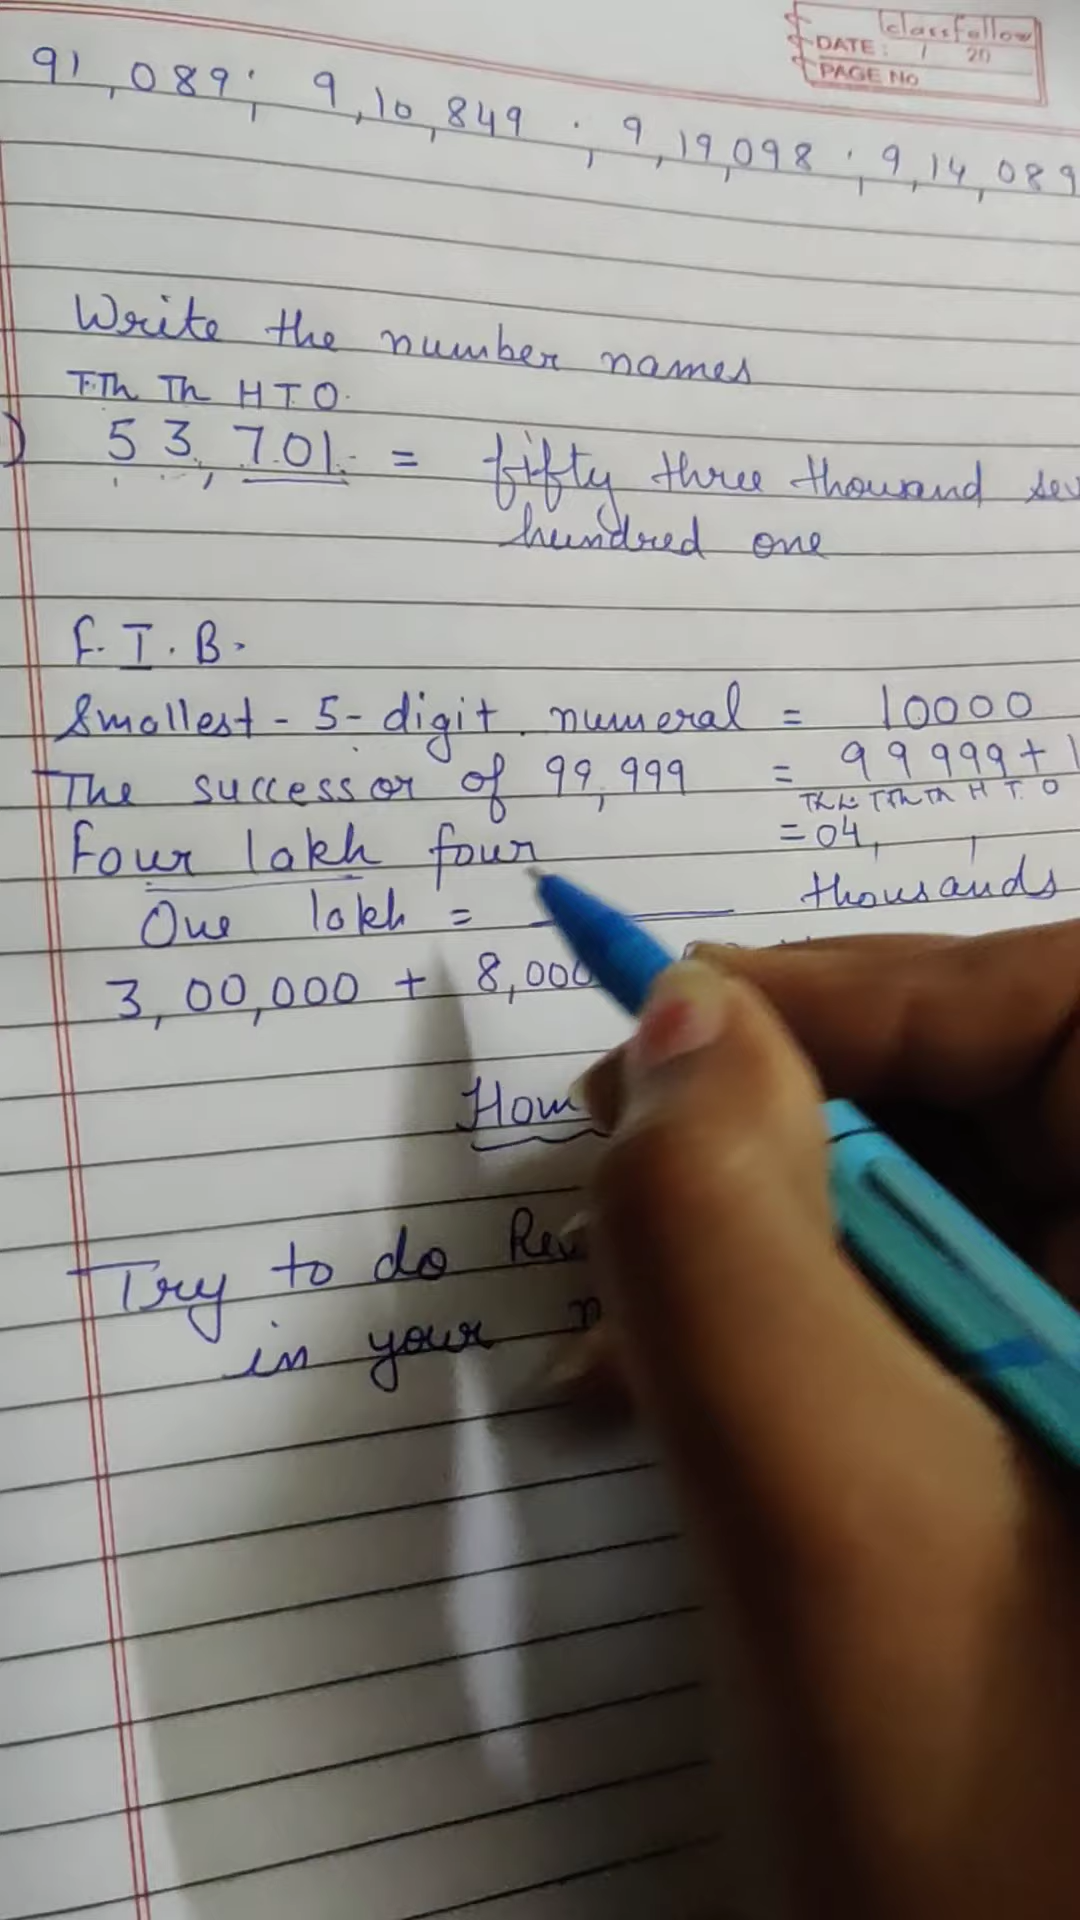 classfellow
DATE: / 20
PAGE No
91,089; 9,10,849 ; 9,19,098 ; 9,14,089
Write the number names
T.Th Th H T O
53,701 = fifty three thousand
hundred one
F.I.B.
Smallest - 5 - digit numeral = 10000
The successor of 99,999 = 99999 + 1
TTh Th H T. O
Four lakh four = 04,
One lakh = thousands
3,00,000 + 8,000
Try to do
in your